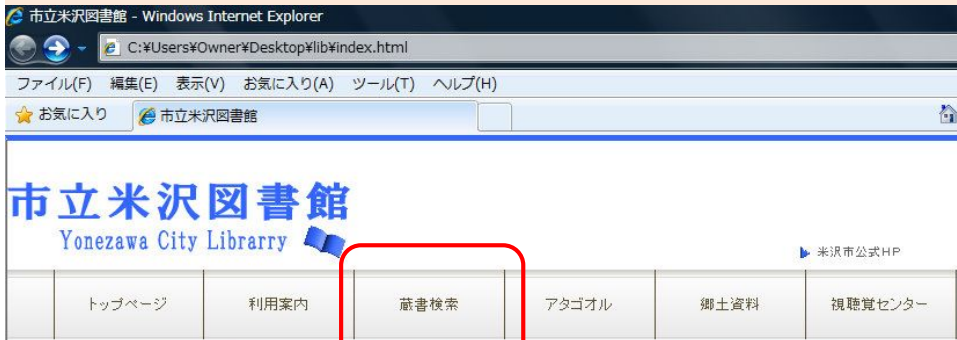 市立米沢図書館 - Windows Internet Explorer
C:¥Users¥Owner¥Desktop¥lib¥index.html
ファイル(F) 編集(E) 表示(V) お気に入り(A) ツール(T) ヘルプ(H)
お気に入り 市立米沢図書館
市立米沢図書館
Yonezawa City Librarry
米沢市公式HP
トップページ 利用案内 蔵書検索 アタゴオル 郷土資料 視聴覚センター